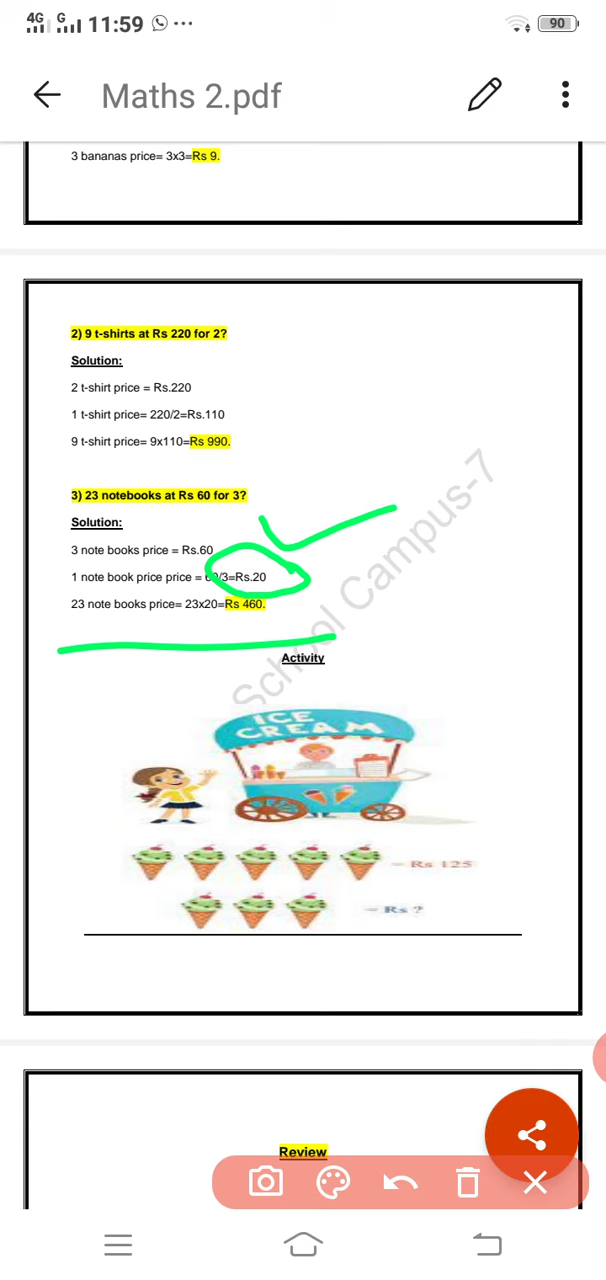 4G G 11:59 ...
90
Maths 2.pdf
3 bananas price= 3x3=Rs 9.
2) 9 t-shirts at Rs 220 for 2?
Solution:
2 t-shirt price = Rs.220
1 t-shirt price= 220/2=Rs.110
9 t-shirt price= 9x110=Rs 990.
3) 23 notebooks at Rs 60 for 3?
Solution:
3 note books price = Rs.60
1 note book price price = 60/3=Rs.20
23 note books price= 23x20=Rs 460.
School Campus-7
Activity
ICE
CREAM
= Rs 125
= Rs ?
Review